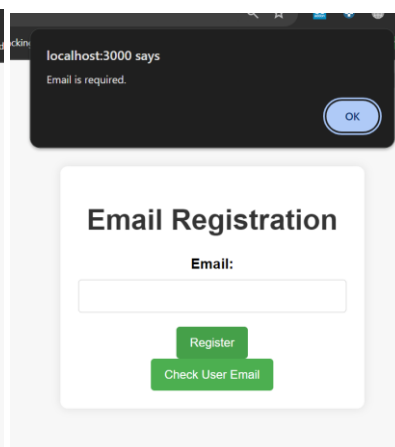 localhost:3000 says
Email is required.
OK
Email Registration
Email:
Register
Check User Email